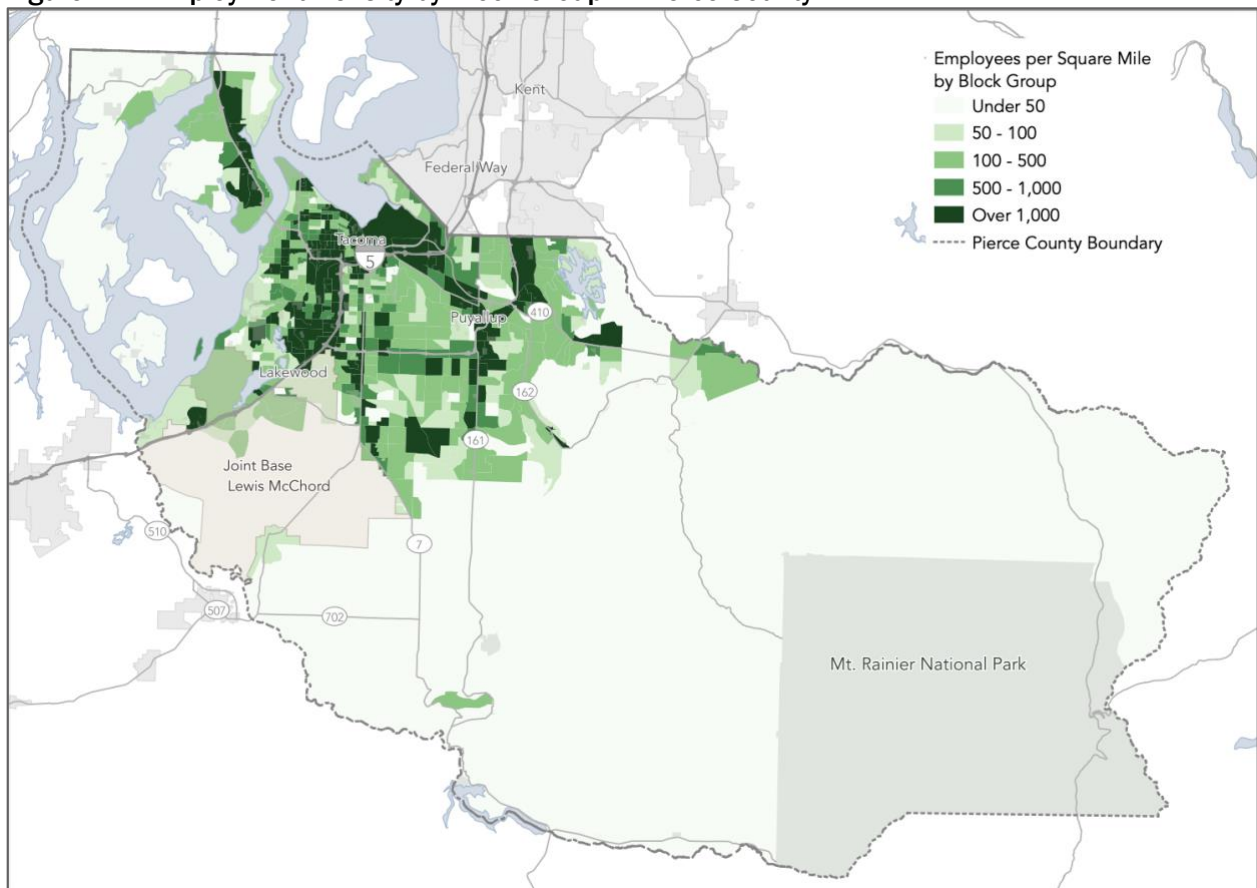 Employees per Square Mile
by Block Group
Under 50
50 - 100
100 - 500
500 - 1,000
Over 1,000
Pierce County Boundary
Kent
Federal Way
Tacoma
5
410
Puyallup
Lakewood
162
161
Joint Base
Lewis McChord
510
7
507
702
Mt. Rainier National Park